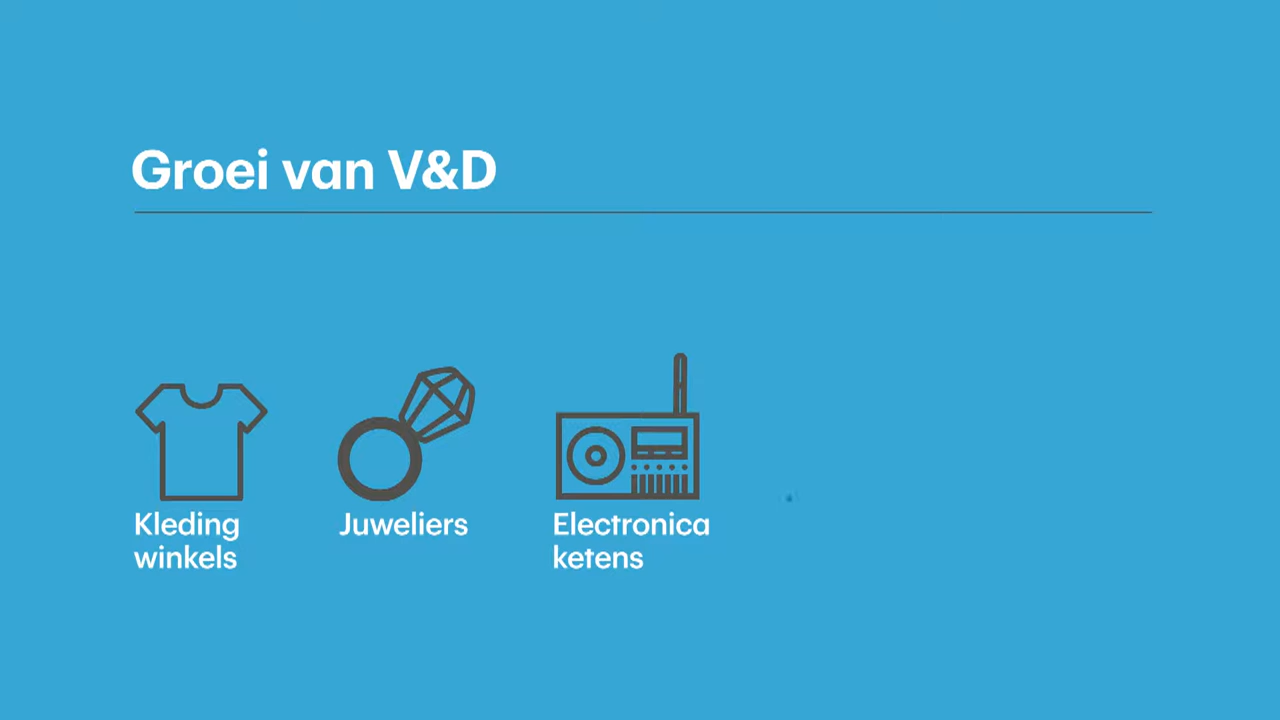 Groei van V&D
Kleding
winkels
Juweliers
Electronica
ketens